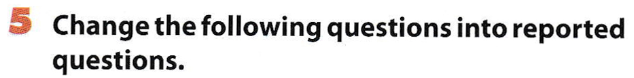 5 Change the following questions into reported
questions.